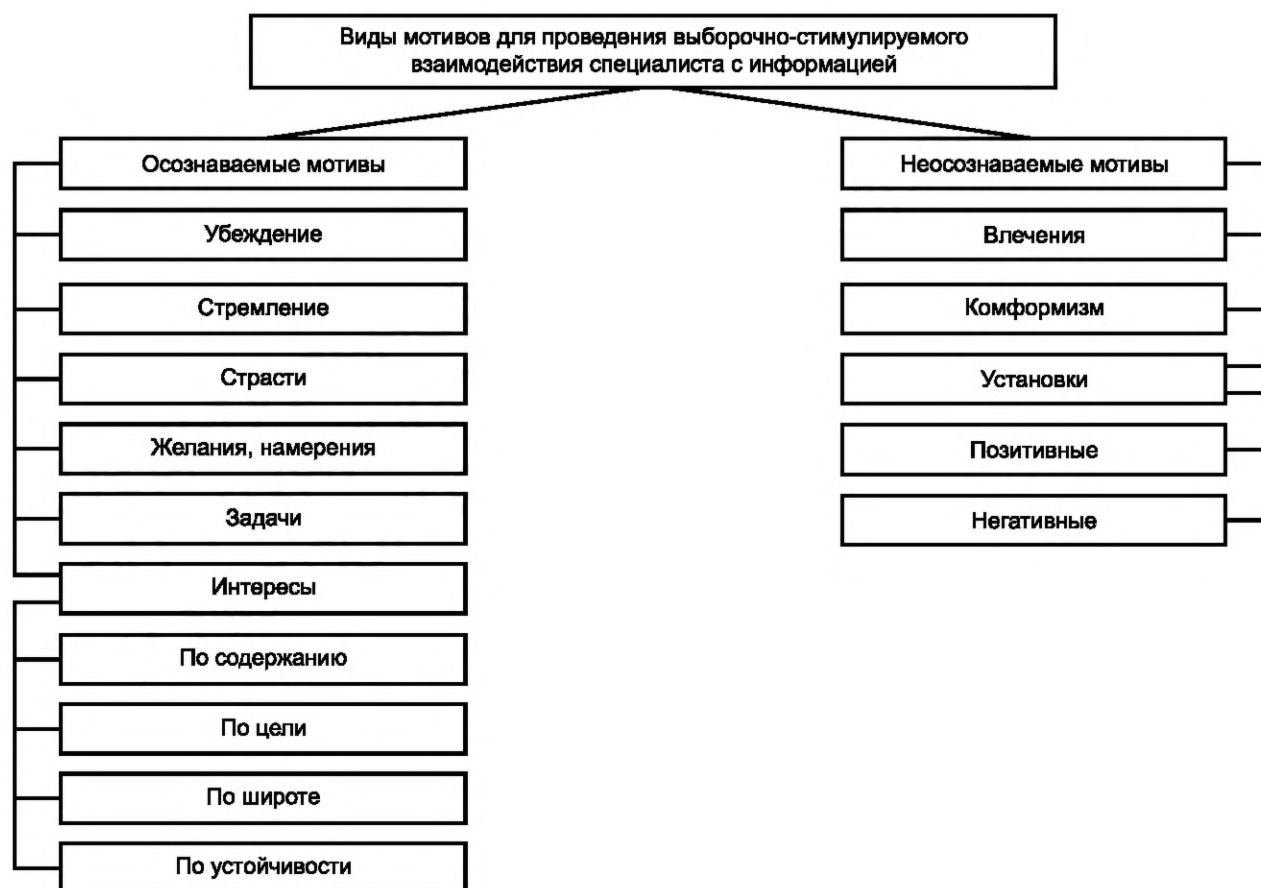 Виды мотивов для проведения выборочно-стимулируемого
взаимодействия специалиста с информацией
Осознаваемые мотивы
Убеждение
Стремление
Страсти
Желания, намерения
Задачи
Интересы
По содержанию
По цели
По широте
По устойчивости
Неосознаваемые мотивы
Влечения
Комформизм
Установки
Позитивные
Негативные